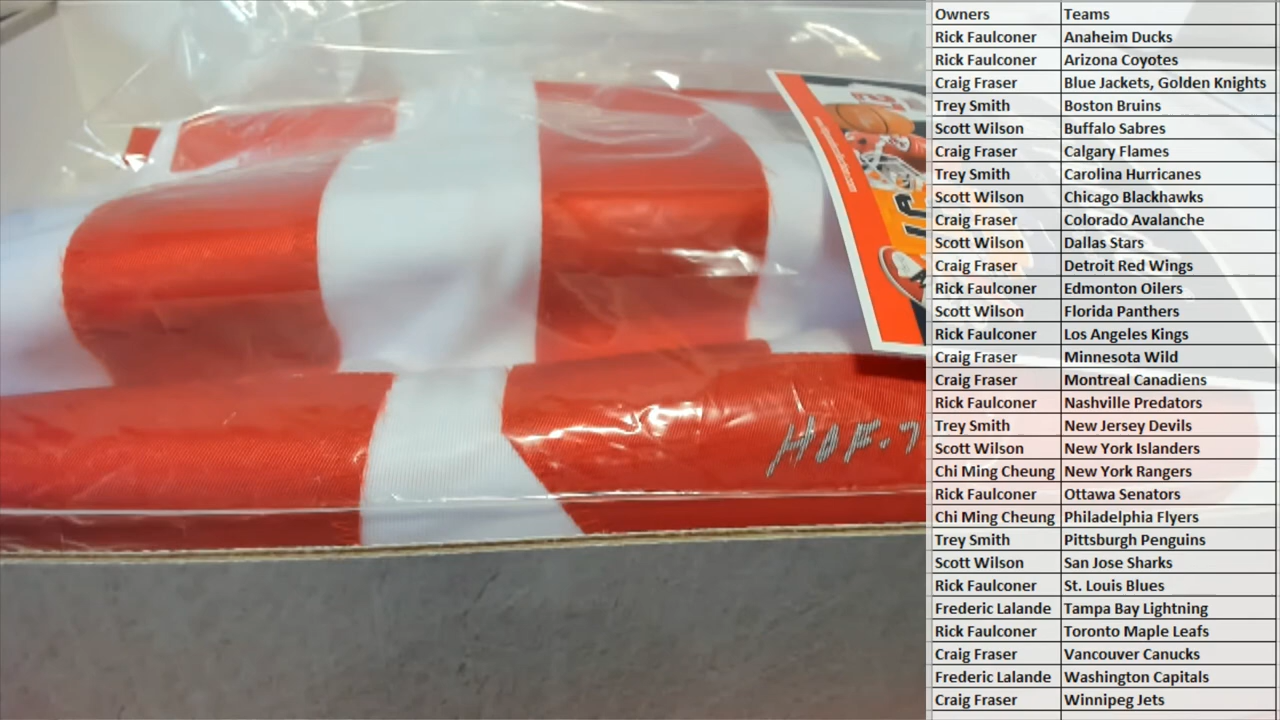 Owners Teams
Rick Faulconer Anaheim Ducks
Rick Faulconer Arizona Coyotes
Craig Fraser Blue Jackets, Golden Knights
Trey Smith Boston Bruins
Scott Wilson Buffalo Sabres
Craig Fraser Calgary Flames
Trey Smith Carolina Hurricanes
Scott Wilson Chicago Blackhawks
Craig Fraser Colorado Avalanche
Scott Wilson Dallas Stars
Craig Fraser Detroit Red Wings
Rick Faulconer Edmonton Oilers
Scott Wilson Florida Panthers
Rick Faulconer Los Angeles Kings
Craig Fraser Minnesota Wild
Craig Fraser Montreal Canadiens
Rick Faulconer Nashville Predators
Trey Smith New Jersey Devils
Scott Wilson New York Islanders
Chi Ming Cheung New York Rangers
Rick Faulconer Ottawa Senators
Chi Ming Cheung Philadelphia Flyers
Trey Smith Pittsburgh Penguins
Scott Wilson San Jose Sharks
Rick Faulconer St. Louis Blues
Frederic Lalande Tampa Bay Lightning
Rick Faulconer Toronto Maple Leafs
Craig Fraser Vancouver Canucks
Frederic Lalande Washington Capitals
Craig Fraser Winnipeg Jets
HOF-7